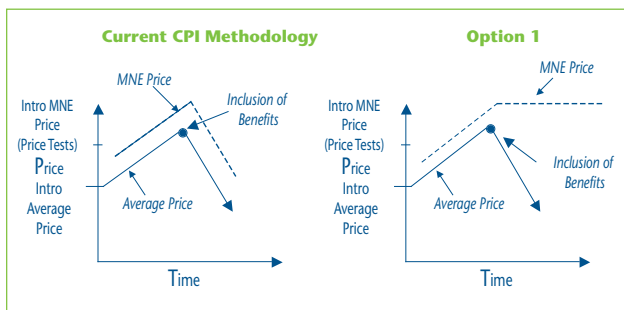 Current CPI Methodology
MNE Price
Inclusion of
Benefits
Intro MNE
Price
(Price Tests)
Price
Intro
Average
Price
Average Price
Time
Option 1
MNE Price
Intro MNE
Price
(Price Tests)
Price
Intro
Average
Price
Inclusion of
Benefits
Average Price
Time